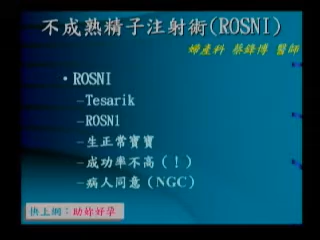 不成熟精子注射術(ROSNI)
婦產科 蔡鋒博 醫師
·ROSNI
–Tesarik
–ROSNI
–生正常寶寶
–成功率不高（！）
–病人同意（NGC）
快上網：助妳好孕